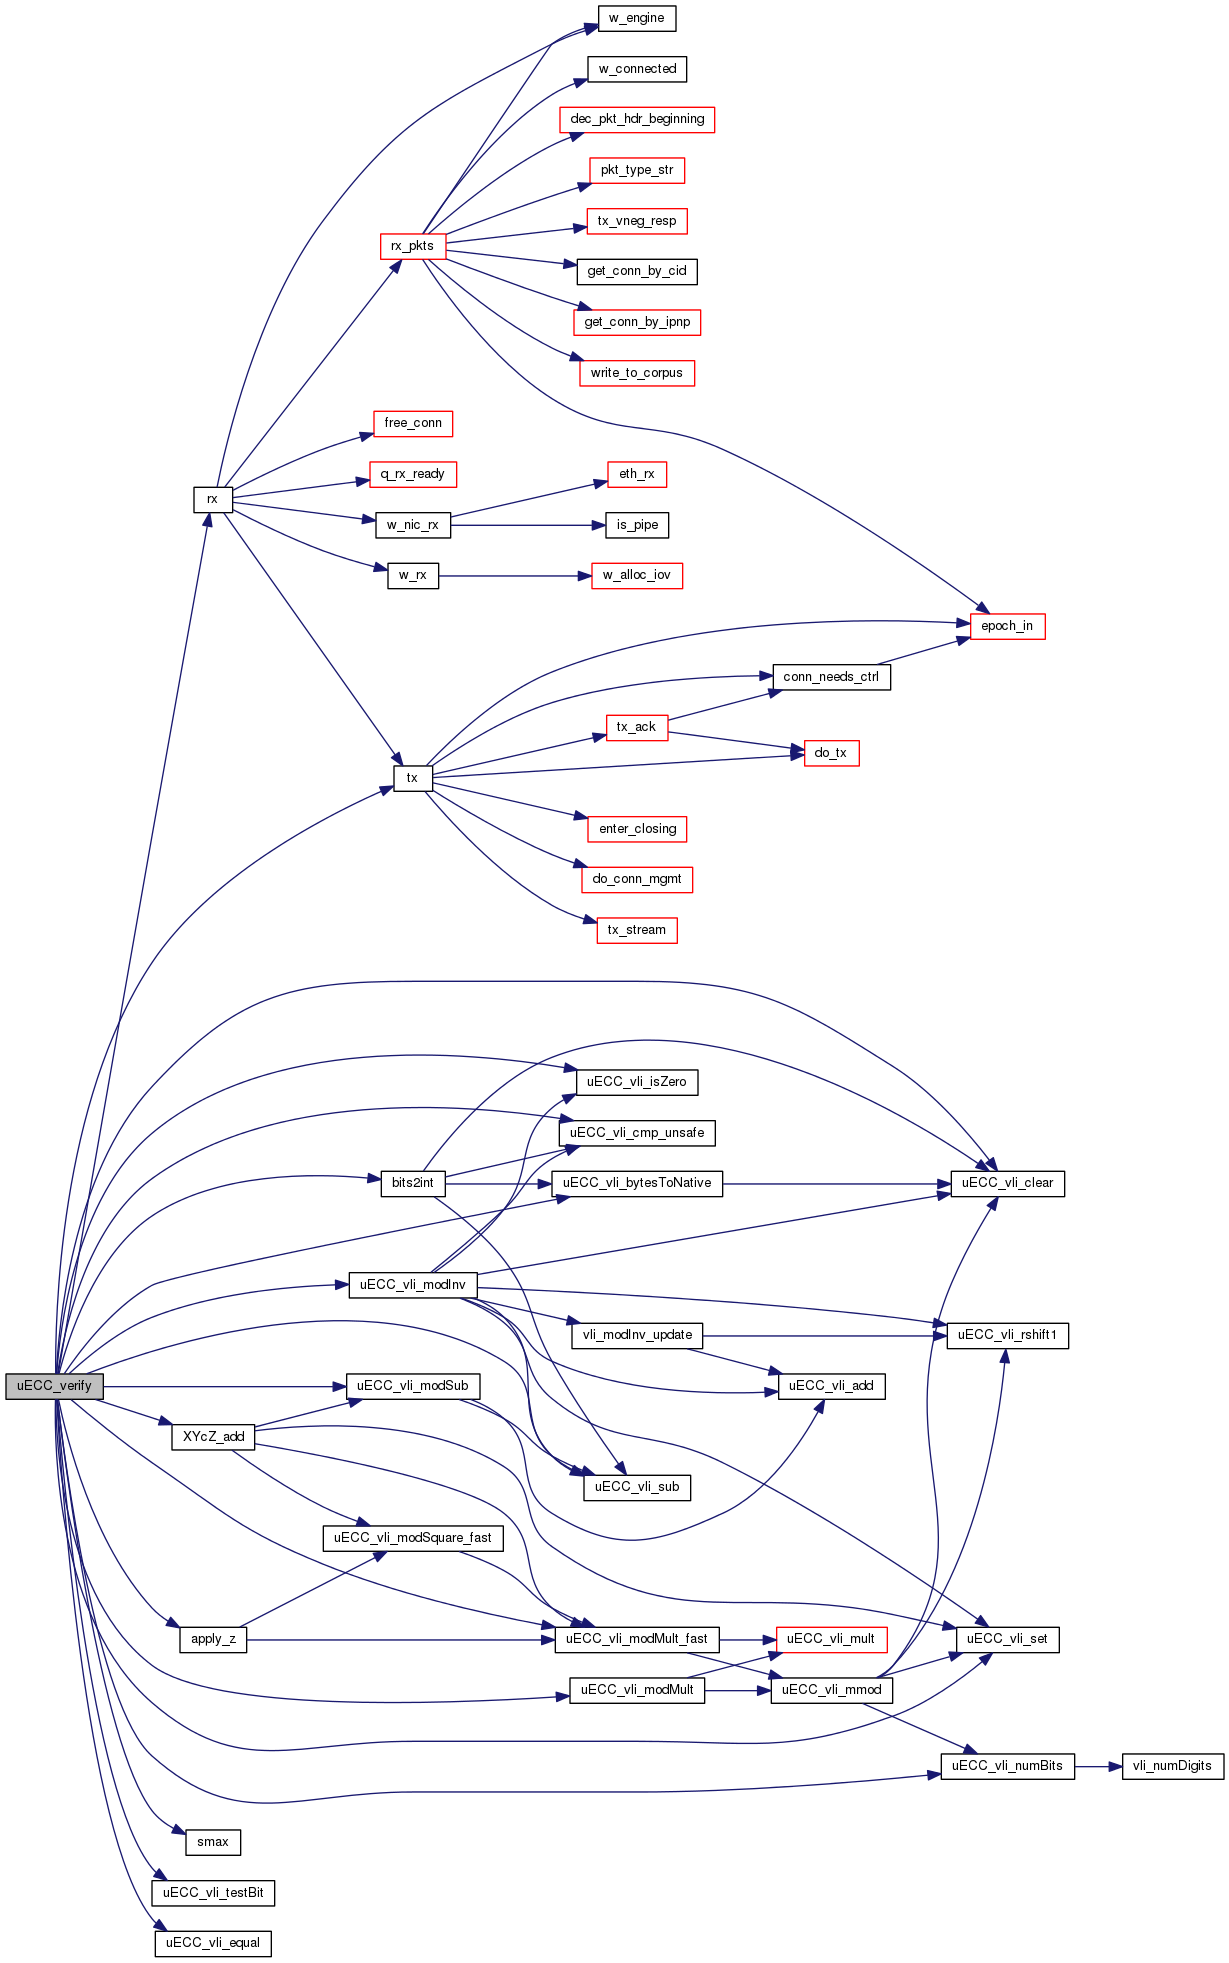 w_engine
w_connected
dec_pkt_hdr_beginning
pkt_type_str
tx_vneg_resp
rx_pkts
get_conn_by_cid
get_conn_by_ipnp
write_to_corpus
free_conn
q_rx_ready
eth_rx
rx
w_nic_rx
is_pipe
w_rx
w_alloc_iov
epoch_in
conn_needs_ctrl
tx_ack
do_tx
tx
enter_closing
do_conn_mgmt
tx_stream
uECC_vli_isZero
uECC_vli_cmp_unsafe
bits2int
uECC_vli_bytesToNative
uECC_vli_clear
uECC_vli_modInv
vli_modInv_update
uECC_vli_rshift1
uECC_verify
uECC_vli_modSub
uECC_vli_add
XYcZ_add
uECC_vli_sub
uECC_vli_modSquare_fast
apply_z
uECC_vli_modMult_fast
uECC_vli_mult
uECC_vli_set
uECC_vli_modMult
uECC_vli_mmod
uECC_vli_numBits
vli_numDigits
smax
uECC_vli_testBit
uECC_vli_equal